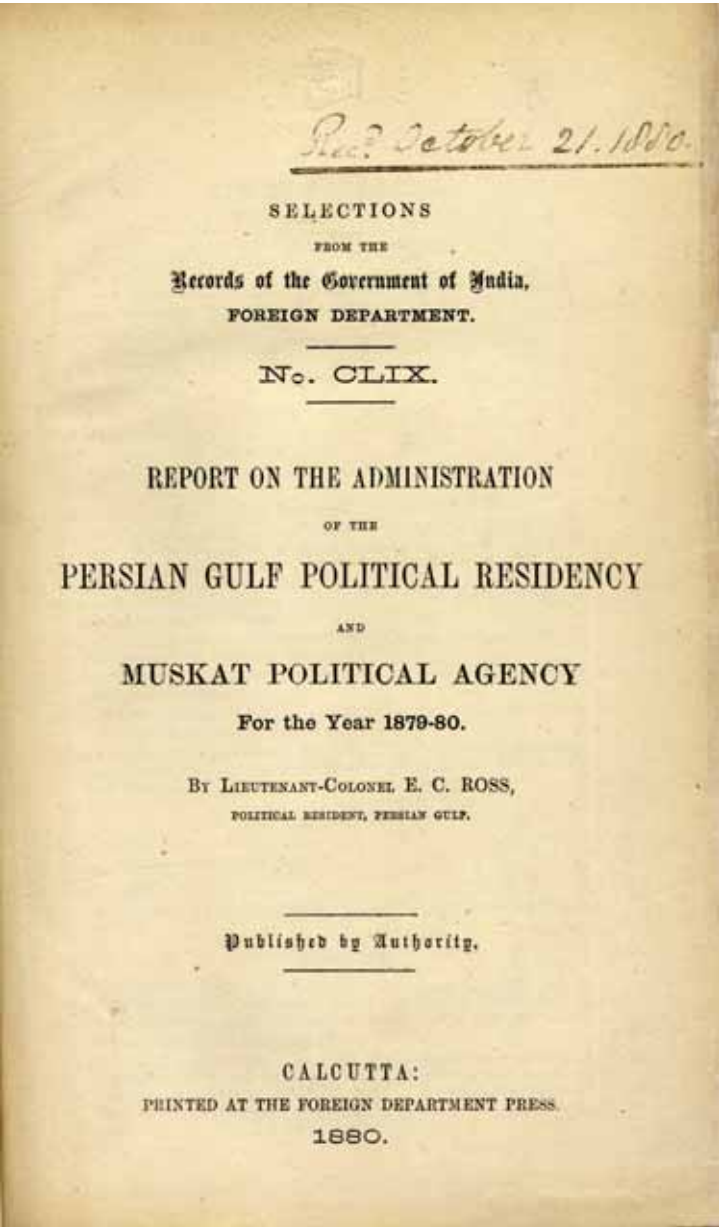 Recd. October 21. 1880.
SELECTIONS
FROM THE
Records of the Government of India,
FOREIGN DEPARTMENT.
No. CLIX.
REPORT ON THE ADMINISTRATION
OF THE
PERSIAN GULF POLITICAL RESIDENCY
AND
MUSKAT POLITICAL AGENCY
For the Year 1879-80.
By Lieutenant-Colonel E. C. ROSS,
POLITICAL RESIDENT, PERSIAN GULF.
Published by Authority.
CALCUTTA:
PRINTED AT THE FOREIGN DEPARTMENT PRESS.
1880.